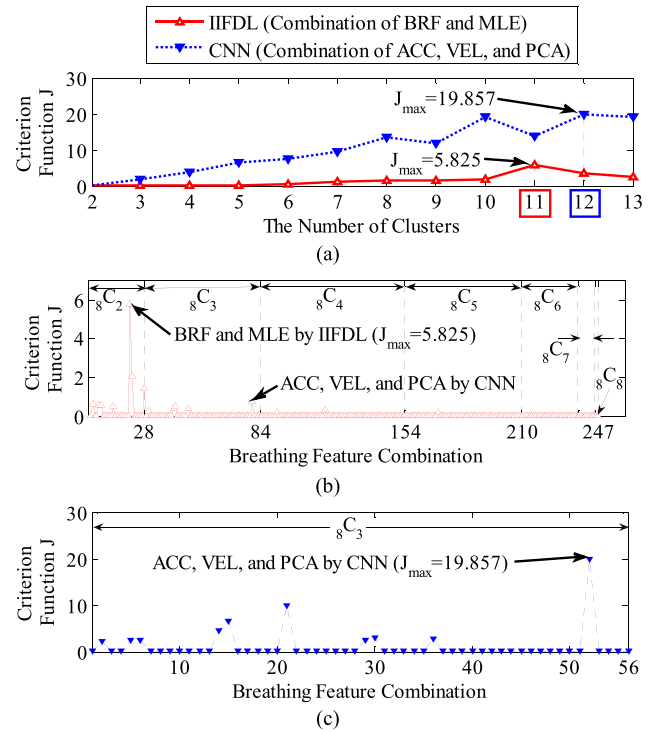 (a)
IIFDL (Combination of BRF and MLE)
CNN (Combination of ACC, VEL, and PCA)
Criterion
Function J
30
20
10
0
Jmax=19.857
Jmax=5.825
2 3 4 5 6 7 8 9 10 11 12 13
The Number of Clusters
(a)
8C2 8C3 8C4 8C5 8C6
8C7
8C8
Criterion
Function J
6
4
2
0
BRF and MLE by IIFDL (Jmax=5.825)
ACC, VEL, and PCA by CNN
28 84 154 210 247
Breathing Feature Combination
(b)
Criterion
Function J
30
20
10
0
8C3
ACC, VEL, and PCA by CNN (Jmax=19.857)
10 20 30 40 50 56
Breathing Feature Combination
(c)